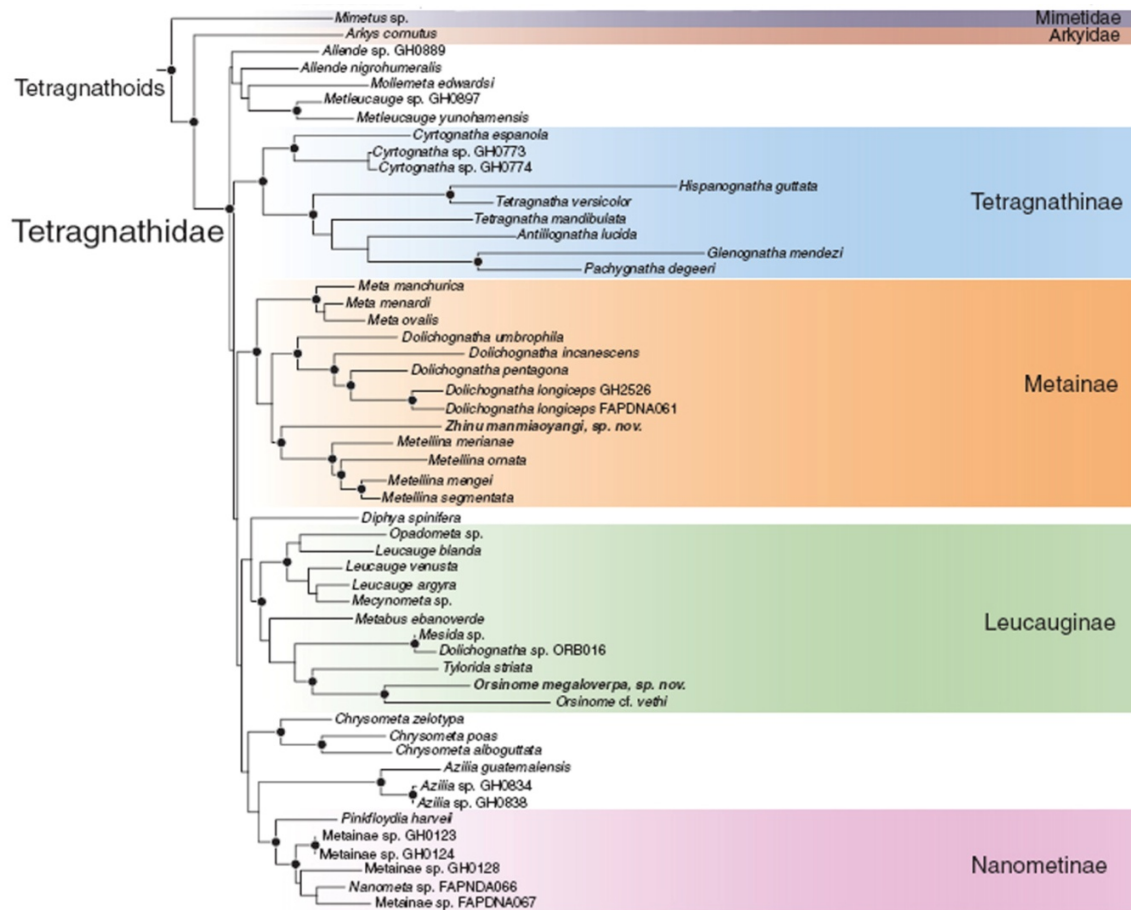 Mimetus sp.
Mimetidae
Arkys cornutus
Arkyidae
Allende sp. GH0889
Allende nigrohumeralis
Tetragnathoids
Mollemeta edwardsi
Metleucauge sp. GH0897
Metleucauge yunohamensis
Cyrtognatha espanola
Cyrtognatha sp. GH0773
Cyrtognatha sp. GH0774
Hispanognatha guttata
Tetragnatha versicolor
Tetragnathinae
Tetragnatha mandibulata
Tetragnathidae
Antillognatha lucida
Glenognatha mendezi
Pachygnatha degeeri
Meta manchurica
Meta menardi
Meta ovalis
Dolichognatha umbrophila
Dolichognatha incanescens
Dolichognatha pentagona
Metainae
Dolichognatha longiceps GH2526
Dolichognatha longiceps FAPDNA061
Zhinu manmiaoyangi, sp. nov.
Metellina merianae
Metellina ornata
Metellina mengei
Metellina segmentata
Diphya spinifera
Opadometa sp.
Leucauge blanda
Leucauge venusta
Leucauge argyra
Mecynometa sp.
Metabus ebanoverde
Leucauginae
Mesida sp.
Dolichognatha sp. ORB016
Tylorida striata
Orsinome megaloverpa, sp. nov.
Orsinome cf. vethi
Chrysometa zelotypa
Chrysometa poas
Chrysometa alboguttata
Azilia guatemalensis
Azilia sp. GH0834
Azilia sp. GH0838
Pinkfloydia harveii
Metainae sp. GH0123
Metainae sp. GH0124
Metainae sp. GH0128
Nanometinae
Nanometa sp. FAPNDA066
Metainae sp. FAPDNA067